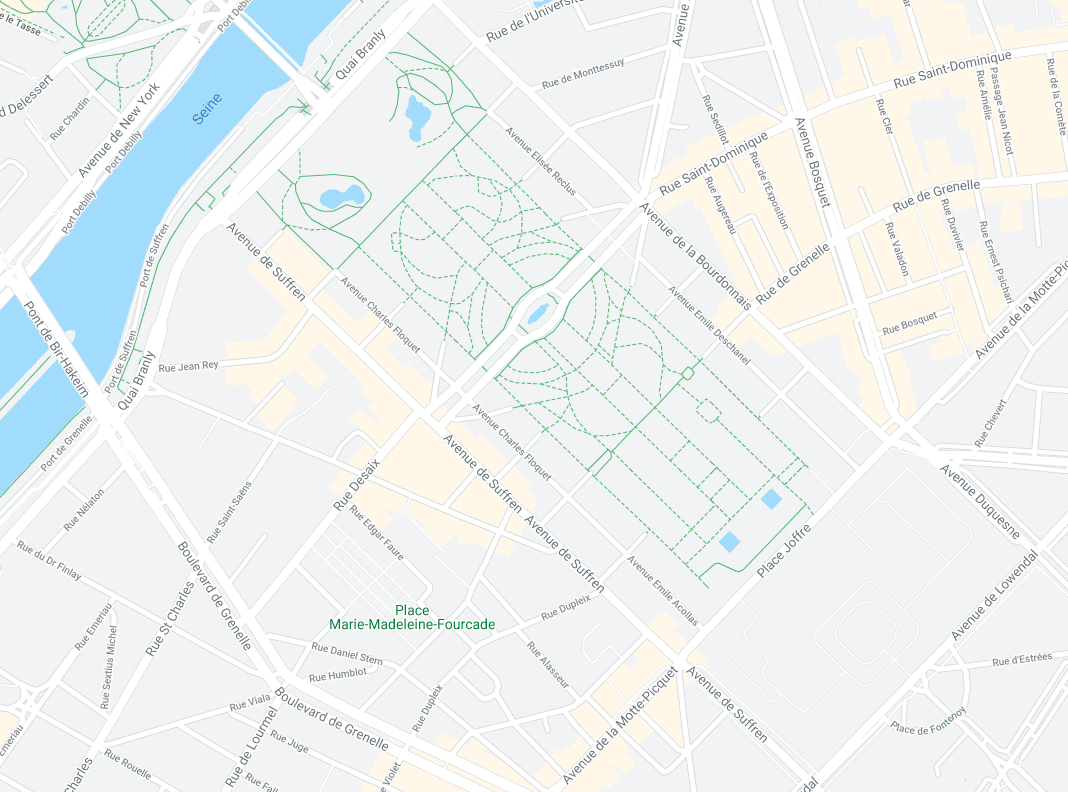 e le Tasse
Port Debilly
Rue de l'Université
Avenue
Quai Branly
Rue Saint-Dominique
Rue de Monttessuy
d Delessert
Rue Chardin
Avenue de New York
Seine
Port Debilly
Port Debilly
Rue Sedillot
Rue Cler
Rue Amélie
Passage Jean Nicot
Rue de la Comète
Avenue Bosquet
Avenue Elisée Reclus
Rue Saint-Dominique
Rue de l'Exposition
Rue Augereau
Rue de Grenelle
Avenue de la Bourdonnais
Rue de Grenelle
Rue Valadon
Rue Duvivier
Rue Ernest Psichari
Avenue de Suffren
Port de Suffren
Avenue Charles Floquet
Avenue Emile Deschanel
Rue Bosquet
Avenue de la Motte-Pic
Pont de Bir-Hakeim
Port de Suffren
Quai Branly
Rue Jean Rey
Rue Chevert
Port de Grenelle
Avenue Charles Floquet
Avenue de Suffren
Rue Desaix
Avenue Duquesne
Rue Nélaton
Rue Saint-Saëns
Rue Edgar Faure
Avenue de Suffren
Place Joffre
Rue du Dr Finlay
Boulevard de Grenelle
Avenue Emile Acollas
Avenue de Lowendal
Rue Emeriau
Rue St Charles
Place
Marie-Madeleine-Fourcade
Rue Dupleix
Rue Sextius Michel
Rue Daniel Stern
Rue Humblot
Rue Alasseur
Rue d'Estrées
Rue Viala
Boulevard de Grenelle
Rue Dupleix
Avenue de la Motte-Picquet
Avenue de Suffren
Place de Fontenoy
Emeriau
Rue de Lourmel
Rue Juge
Rue Rouelle
Charles
Rue Fall
Violet
dal